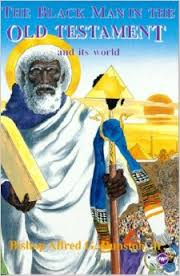 THE BLACK MAN IN THE
OLD TESTAMENT
and its world
Bishop Alfred G. Dunston Jr.